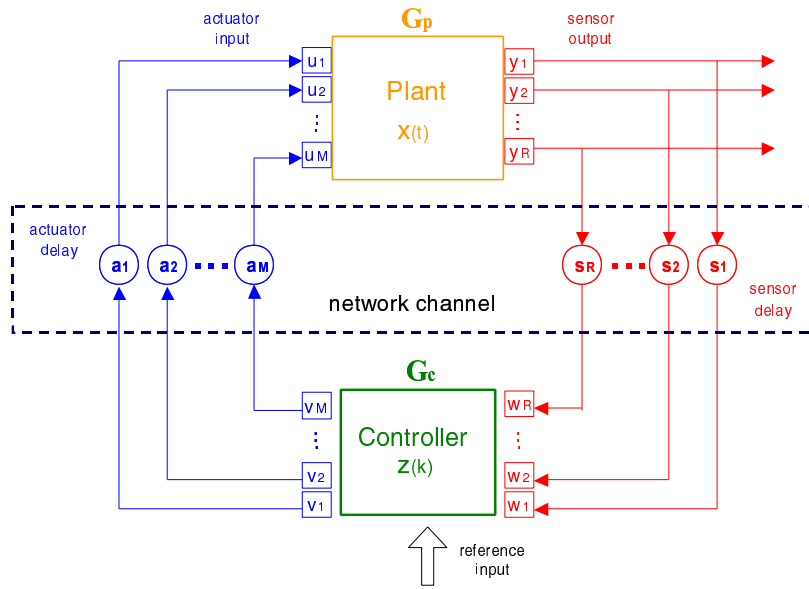 actuator
input
Gp
sensor
output
u1
u2
uM
Plant
x(t)
y1
y2
yR
actuator
delay
a1
a2
aM
sR
s2
s1
sensor
delay
network channel
Gc
vM
v2
v1
Controller
z(k)
wR
w2
w1
reference
input